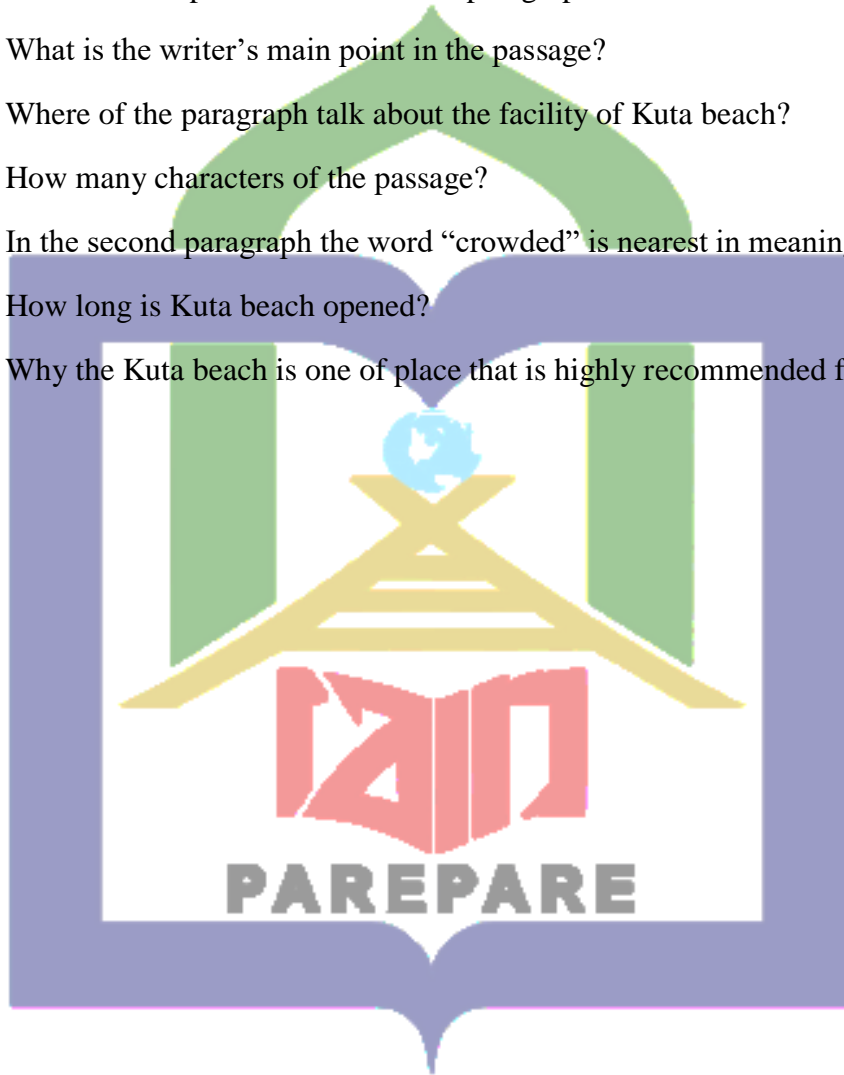 What is the writer’s main point in the passage?
Where of the paragraph talk about the facility of Kuta beach?
How many characters of the passage?
In the second paragraph the word “crowded” is nearest in meanin
How long is Kuta beach opened?
Why the Kuta beach is one of place that is highly recommended f
iain
PAREPARE